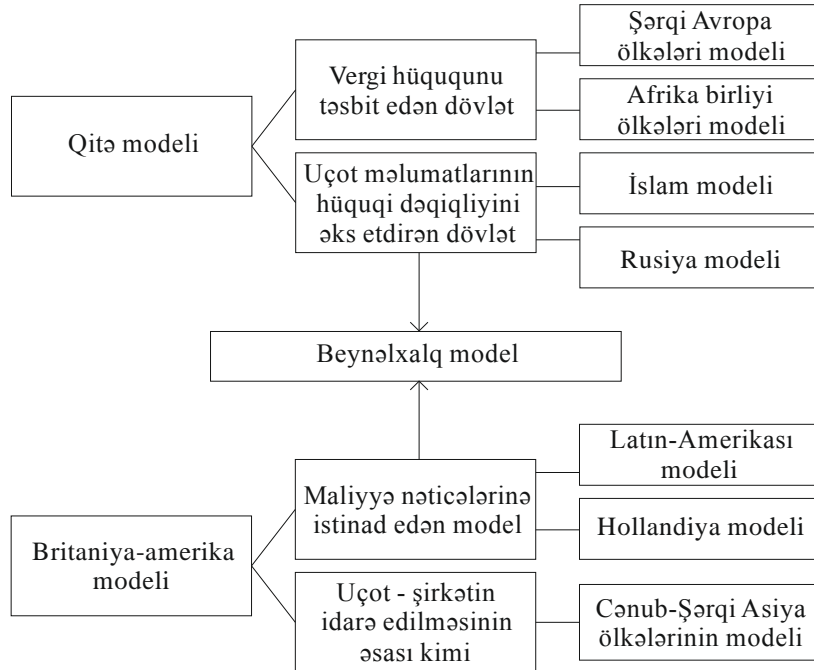 Qitə modeli
Vergi hüququnu
təsbit edən dövlət
Şərqi Avropa
ölkələri modeli
Afrika birliyi
ölkələri modeli
Uçot məlumatlarının
hüquqi dəqiqliyini
əks etdirən dövlət
İslam modeli
Rusiya modeli
Beynəlxalq model
Britaniya-amerika
modeli
Maliyyə nəticələrinə
istinad edən model
Latın-Amerikası
modeli
Hollandiya modeli
Uçot - şirkətin
idarə edilməsinin
əsası kimi
Cənub-Şərqi Asiya
ölkələrinin modeli